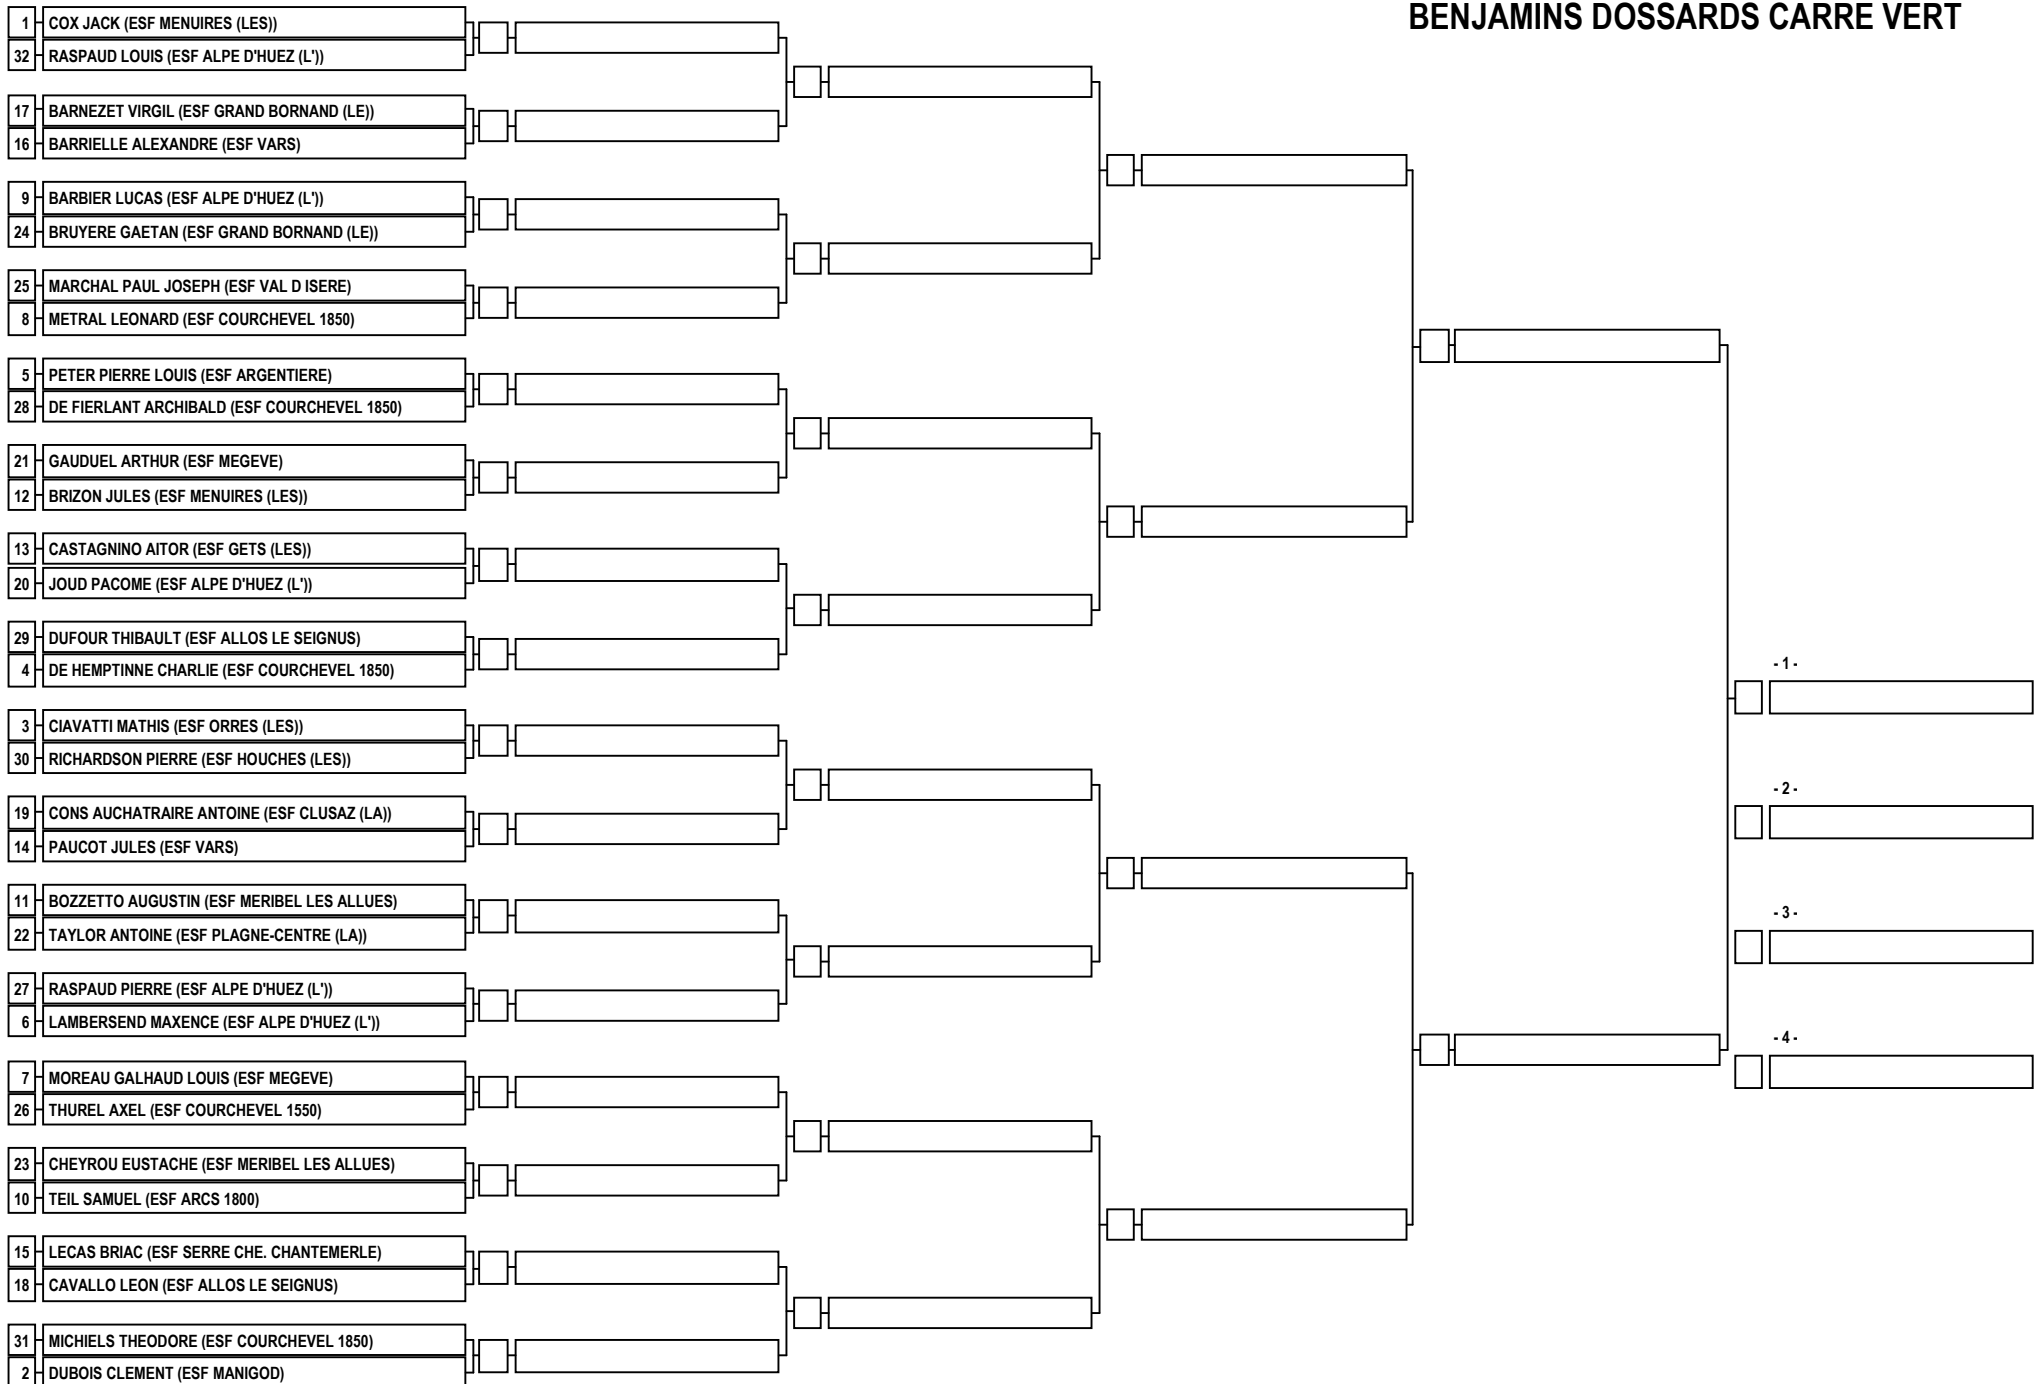 BENJAMINS DOSSARDS CARRE VERT
1 COX JACK (ESF MENUIRES (LES))
32 RASPAUD LOUIS (ESF ALPE D'HUEZ (L'))
17 BARNEZET VIRGIL (ESF GRAND BORNAND (LE))
16 BARRIELLE ALEXANDRE (ESF VARS)
9 BARBIER LUCAS (ESF ALPE D'HUEZ (L'))
24 BRUYERE GAETAN (ESF GRAND BORNAND (LE))
25 MARCHAL PAUL JOSEPH (ESF VAL D ISERE)
8 METRAL LEONARD (ESF COURCHEVEL 1850)
5 PETER PIERRE LOUIS (ESF ARGENTIERE)
28 DE FIERLANT ARCHIBALD (ESF COURCHEVEL 1850)
21 GAUDUEL ARTHUR (ESF MEGEVE)
12 BRIZON JULES (ESF MENUIRES (LES))
13 CASTAGNINO AITOR (ESF GETS (LES))
20 JOUD PACOME (ESF ALPE D'HUEZ (L'))
29 DUFOUR THIBAULT (ESF ALLOS LE SEIGNUS)
4 DE HEMPTINNE CHARLIE (ESF COURCHEVEL 1850)
3 CIAVATTI MATHIS (ESF ORRES (LES))
30 RICHARDSON PIERRE (ESF HOUCHES (LES))
19 CONS AUCHATRAIRE ANTOINE (ESF CLUSAZ (LA))
14 PAUCOT JULES (ESF VARS)
11 BOZZETTO AUGUSTIN (ESF MERIBEL LES ALLUES)
22 TAYLOR ANTOINE (ESF PLAGNE-CENTRE (LA))
27 RASPAUD PIERRE (ESF ALPE D'HUEZ (L'))
6 LAMBERSEND MAXENCE (ESF ALPE D'HUEZ (L'))
7 MOREAU GALHAUD LOUIS (ESF MEGEVE)
26 THUREL AXEL (ESF COURCHEVEL 1550)
23 CHEYROU EUSTACHE (ESF MERIBEL LES ALLUES)
10 TEIL SAMUEL (ESF ARCS 1800)
15 LECAS BRIAC (ESF SERRE CHE. CHANTEMERLE)
18 CAVALLO LEON (ESF ALLOS LE SEIGNUS)
31 MICHIELS THEODORE (ESF COURCHEVEL 1850)
2 DUBOIS CLEMENT (ESF MANIGOD)
- 1 -
- 2 -
- 3 -
- 4 -